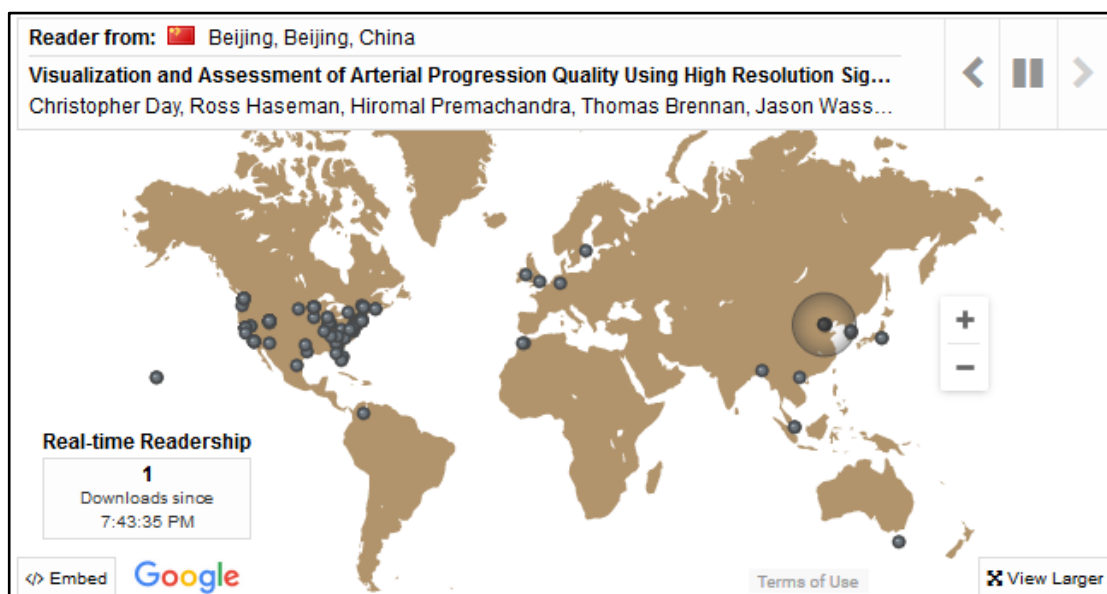 Reader from: Beijing, Beijing, China
Visualization and Assessment of Arterial Progression Quality Using High Resolution Sig...
Christopher Day, Ross Haseman, Hiromal Premachandra, Thomas Brennan, Jason Wass...
+
−
Real-time Readership
1
Downloads since
7:43:35 PM
</> Embed
Google
Terms of Use
View Larger